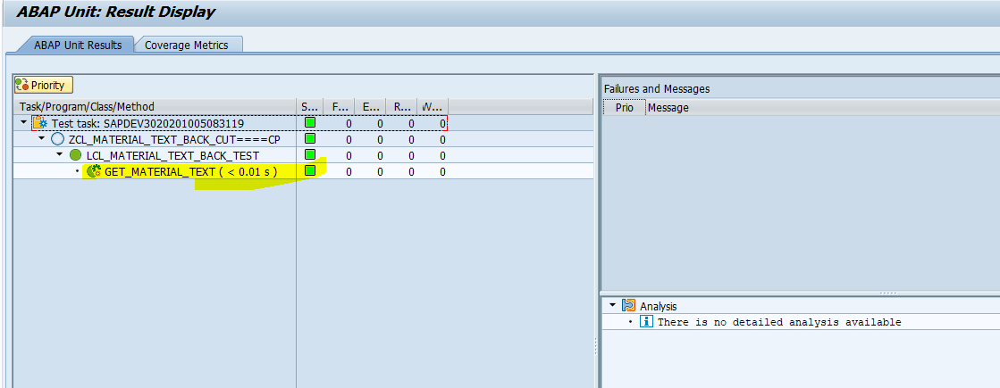 ABAP Unit: Result Display
ABAP Unit Results Coverage Metrics
Priority
Task/Program/Class/Method S... F... E... R... W...
Test task: SAPDEV3020201005083119 0 0 0 0
ZCL_MATERIAL_TEXT_BACK_CUT====CP 0 0 0 0
LCL_MATERIAL_TEXT_BACK_TEST 0 0 0 0
GET_MATERIAL_TEXT ( < 0.01 s ) 0 0 0 0
Failures and Messages
Prio Message
Analysis
There is no detailed analysis available